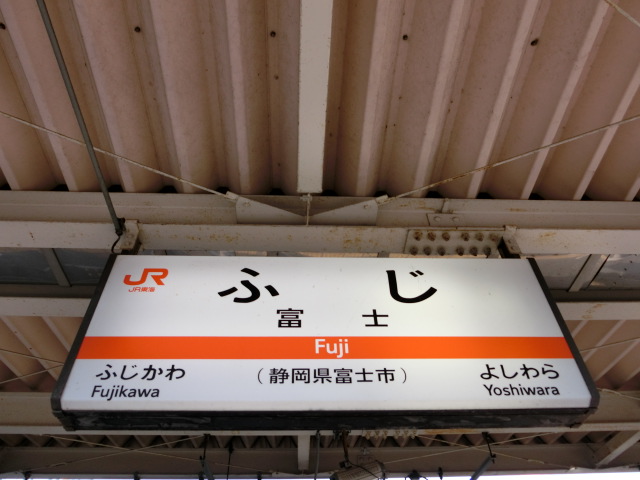 JR
JR東海
ふじ
富士
Fuji
ふじかわ
Fujikawa
（静岡県富士市）
よしわら
Yoshiwara